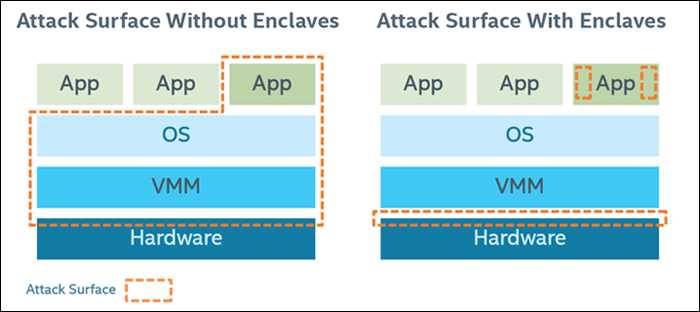 Attack Surface Without Enclaves
App App App
OS
VMM
Hardware
Attack Surface
Attack Surface With Enclaves
App App App
OS
VMM
Hardware